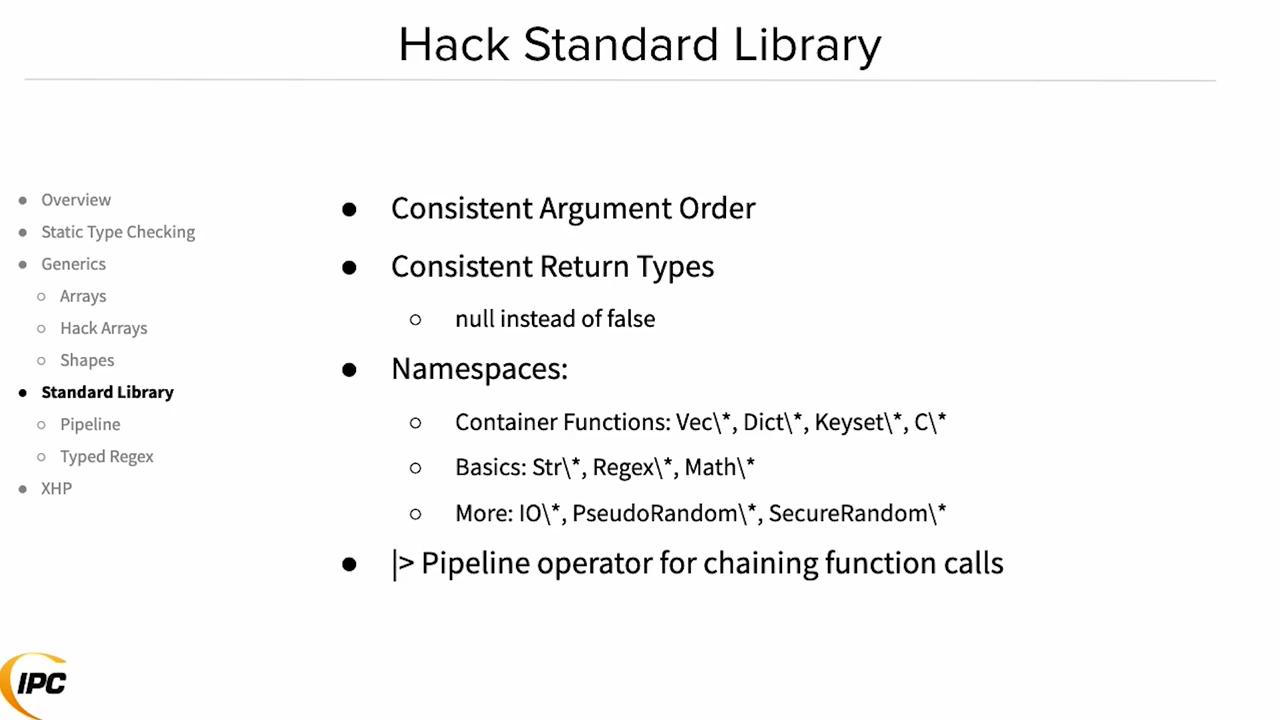 Hack Standard Library
Overview
Static Type Checking
Generics
Arrays
Hack Arrays
Shapes
Standard Library
Pipeline
Typed Regex
XHP
Consistent Argument Order
Consistent Return Types
null instead of false
Namespaces:
Container Functions: Vec\*, Dict\*, Keyset\*, C\*
Basics: Str\*, Regex\*, Math\*
More: IO\*, PseudoRandom\*, SecureRandom\*
|> Pipeline operator for chaining function calls
IPC